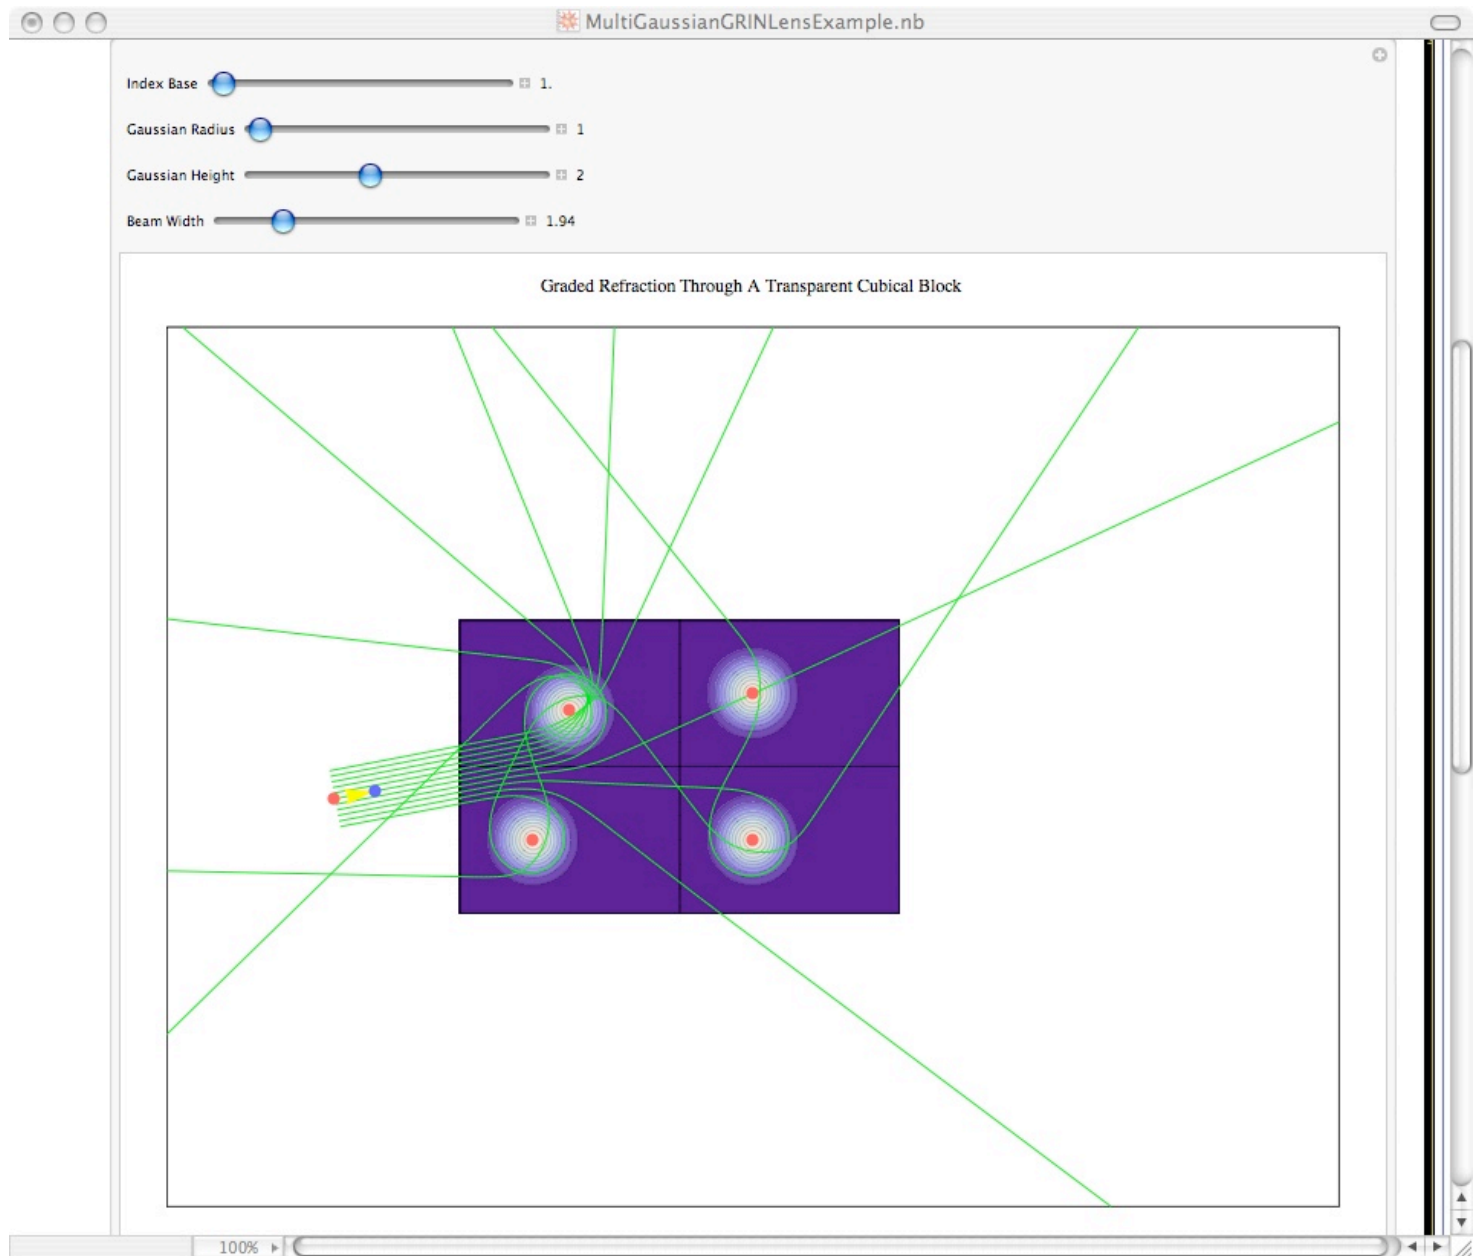 MultiGaussianGRINLensExample.nb
Index Base 1.
Gaussian Radius 1
Gaussian Height 2
Beam Width 1.94
Graded Refraction Through A Transparent Cubical Block
100%